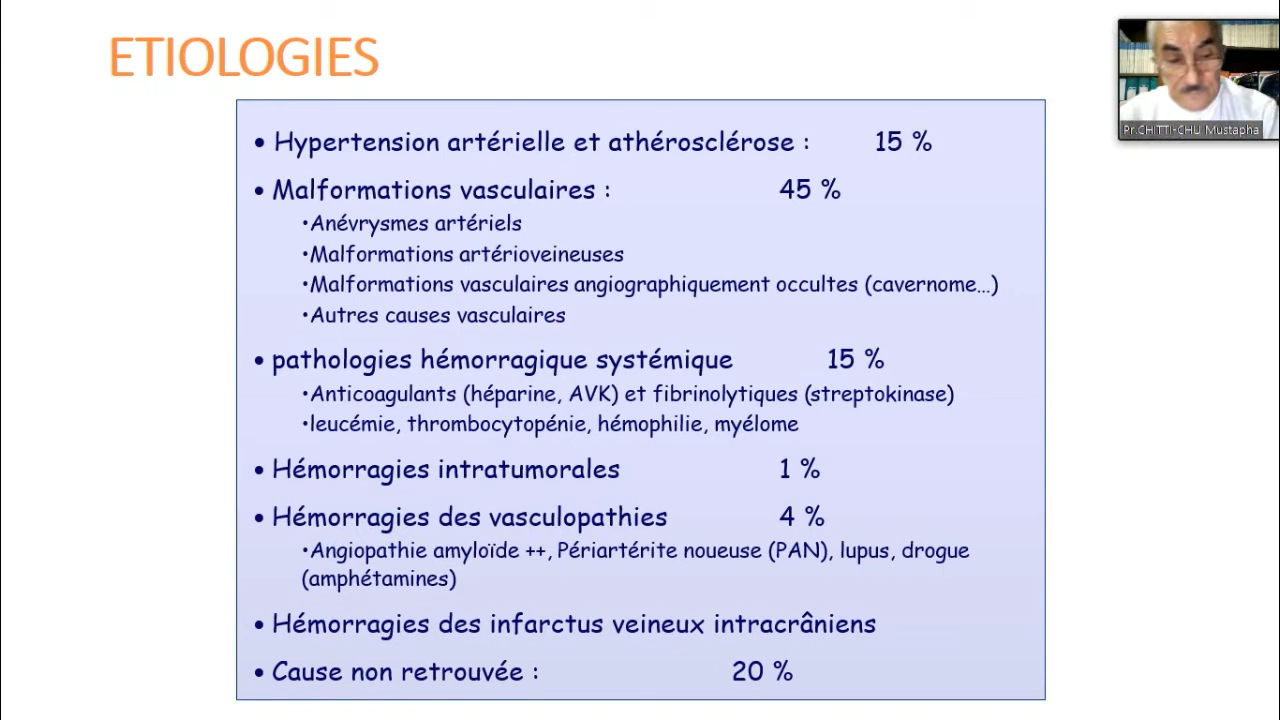 ETIOLOGIES
Pr.CHITTI-CHU Mustapha
• Hypertension artérielle et athérosclérose : 15 %
• Malformations vasculaires : 45 %
•Anévrysmes artériels
•Malformations artérioveineuses
•Malformations vasculaires angiographiquement occultes (cavernome…)
•Autres causes vasculaires
• pathologies hémorragique systémique 15 %
•Anticoagulants (héparine, AVK) et fibrinolytiques (streptokinase)
•leucémie, thrombocytopénie, hémophilie, myélome
• Hémorragies intratumorales 1 %
• Hémorragies des vasculopathies 4 %
•Angiopathie amyloïde ++, Périartérite noueuse (PAN), lupus, drogue
(amphétamines)
• Hémorragies des infarctus veineux intracrâniens
• Cause non retrouvée : 20 %